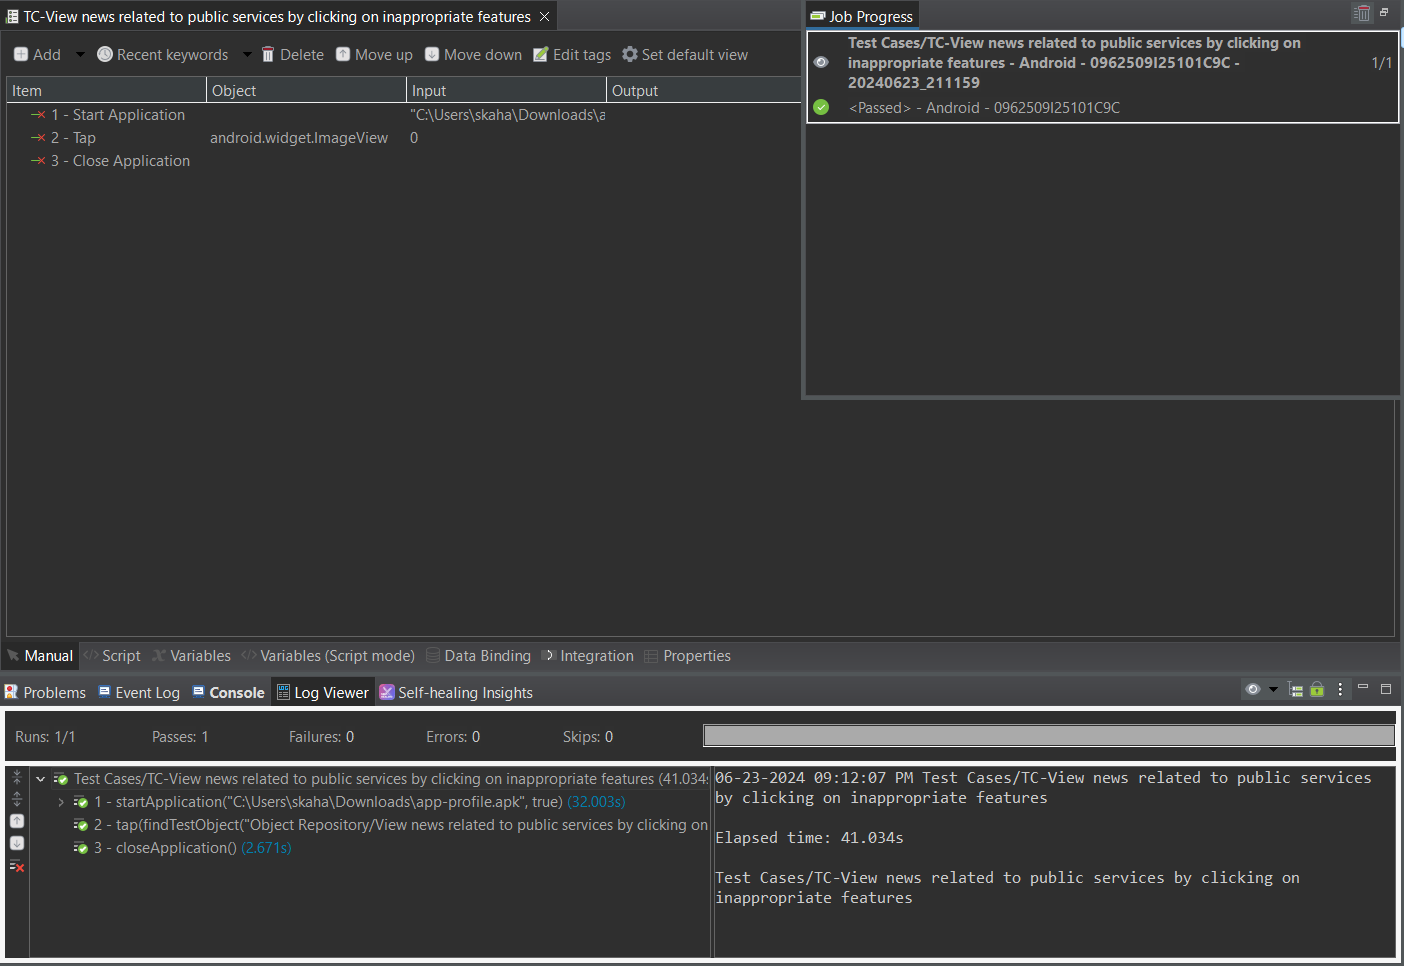 TC-View news related to public services by clicking on inappropriate features
Add Recent keywords Delete Move up Move down Edit tags Set default view
Item Object Input Output
1 - Start Application "C:\Users\skaha\Downloads\a
2 - Tap android.widget.ImageView 0
3 - Close Application
Job Progress
Test Cases/TC-View news related to public services by clicking on
inappropriate features - Android - 0962509I25101C9C - 1/1
20240623_211159
<Passed> - Android - 0962509I25101C9C
Manual Script Variables Variables (Script mode) Data Binding Integration Properties
Problems Event Log Console Log Viewer Self-healing Insights
Runs: 1/1 Passes: 1 Failures: 0 Errors: 0 Skips: 0
Test Cases/TC-View news related to public services by clicking on inappropriate features (41.034s
1 - startApplication("C:\Users\skaha\Downloads\app-profile.apk", true) (32.003s)
2 - tap(findTestObject("Object Repository/View news related to public services by clicking on
3 - closeApplication() (2.671s)
06-23-2024 09:12:07 PM Test Cases/TC-View news related to public services
by clicking on inappropriate features
Elapsed time: 41.034s
Test Cases/TC-View news related to public services by clicking on
inappropriate features